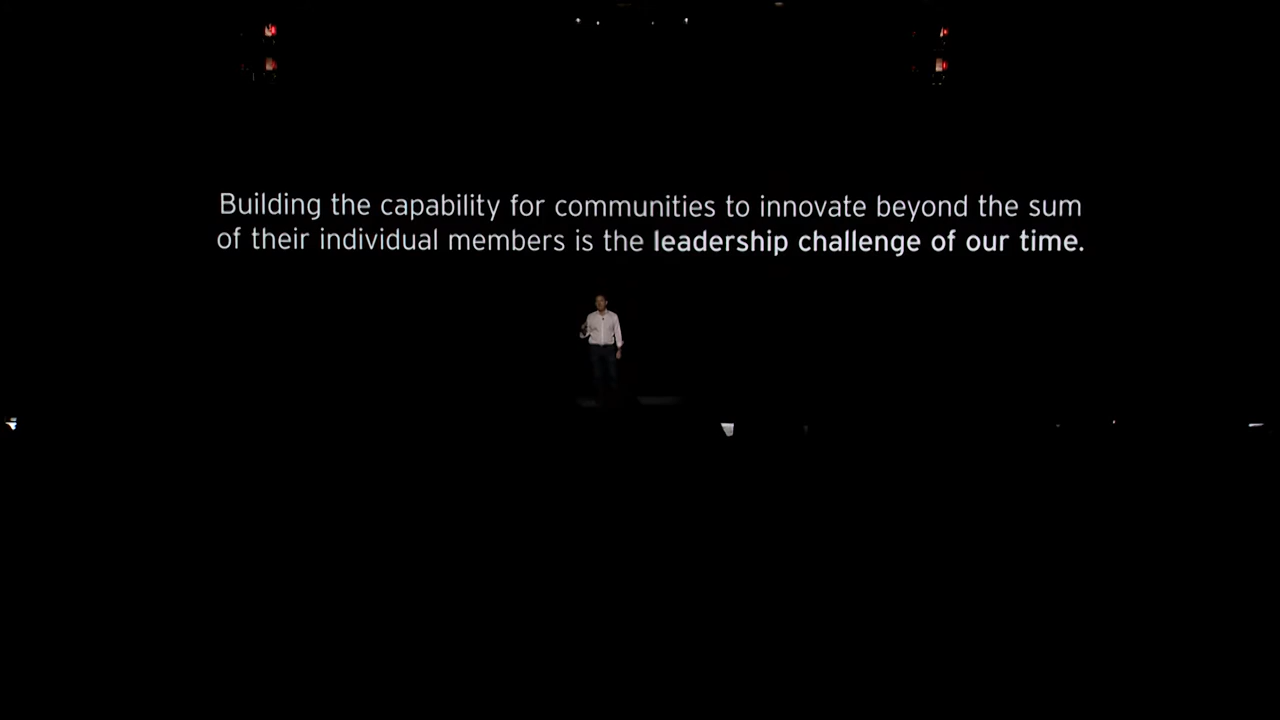 Building the capability for communities to innovate beyond the sum
of their individual members is the leadership challenge of our time.